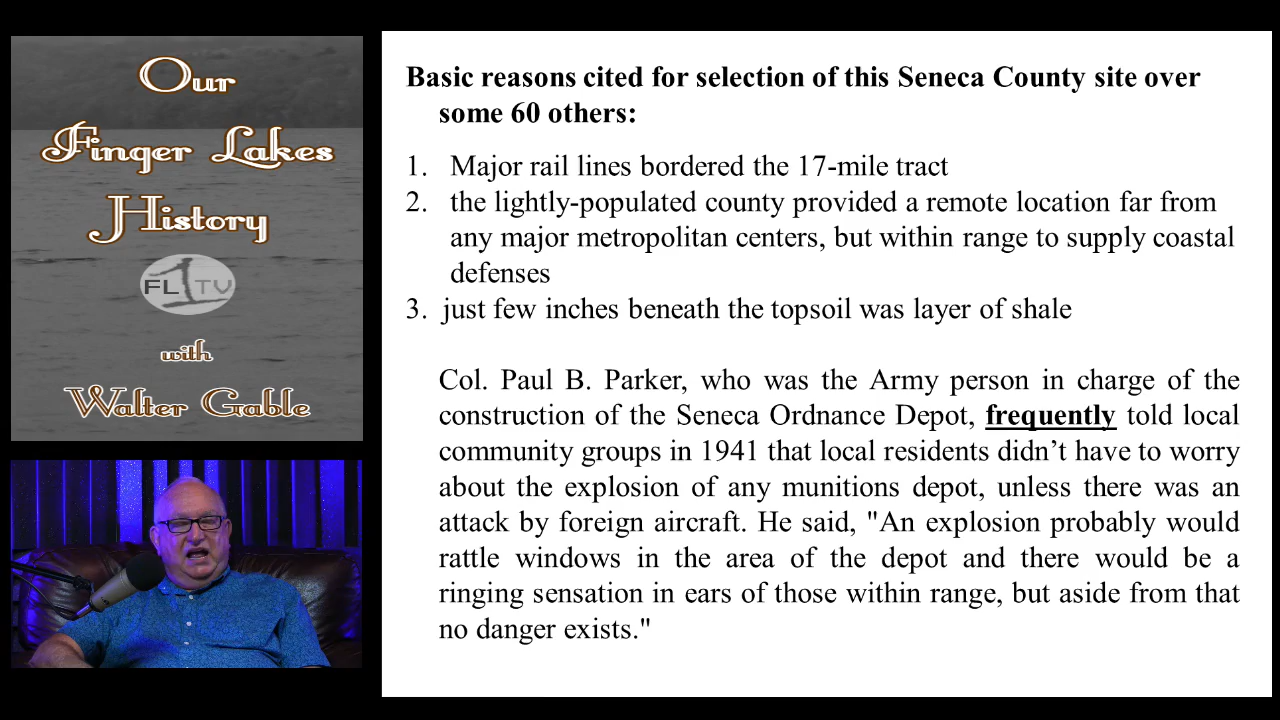 Our
Finger Lakes
History
FL TV
with
Walter Gable
Basic reasons cited for selection of this Seneca County site over
some 60 others:
1. Major rail lines bordered the 17-mile tract
2. the lightly-populated county provided a remote location far from
any major metropolitan centers, but within range to supply coastal
defenses
3. just few inches beneath the topsoil was layer of shale
Col. Paul B. Parker, who was the Army person in charge of the
construction of the Seneca Ordnance Depot, frequently told local
community groups in 1941 that local residents didn’t have to worry
about the explosion of any munitions depot, unless there was an
attack by foreign aircraft. He said, "An explosion probably would
rattle windows in the area of the depot and there would be a
ringing sensation in ears of those within range, but aside from that
no danger exists."